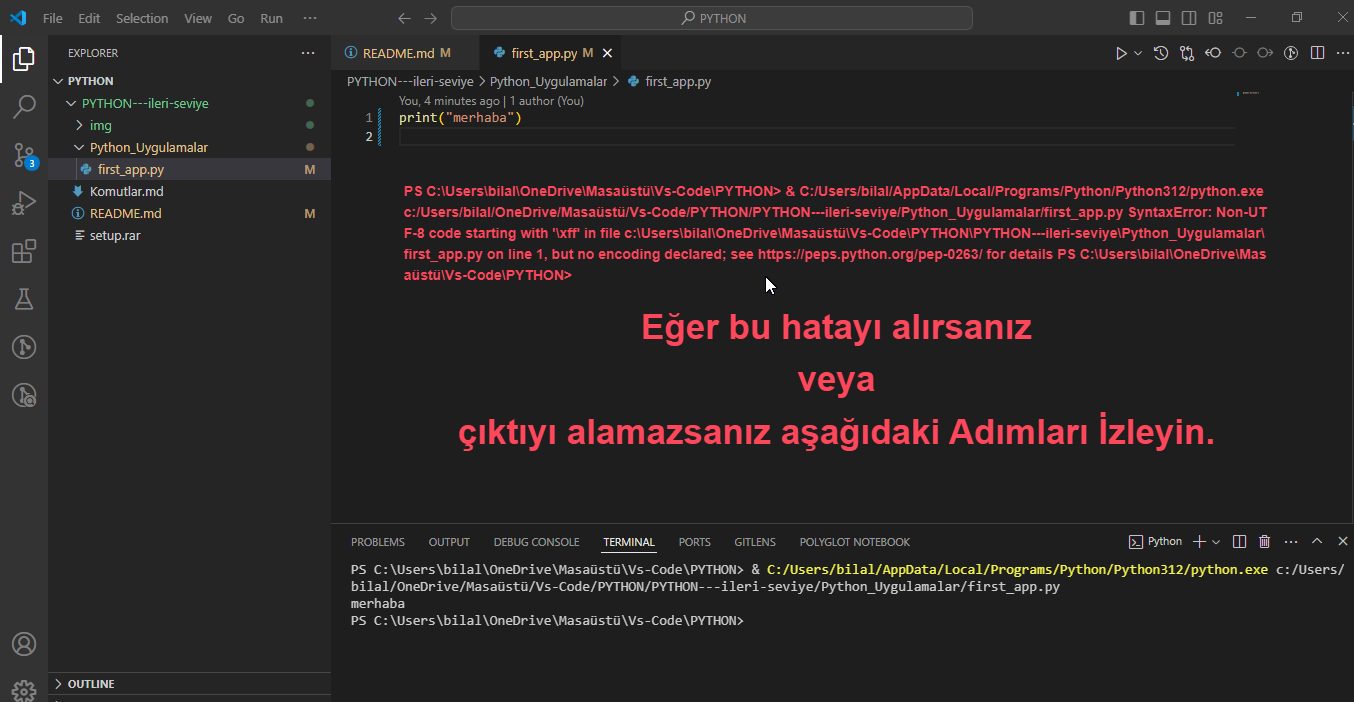 File Edit Selection View Go Run ··· PYTHON
EXPLORER ···
PYTHON
PYTHON---ileri-seviye
img
Python_Uygulamalar
first_app.py M
Komutlar.md
README.md M
setup.rar
OUTLINE
3
README.md M first_app.py M
PYTHON---ileri-seviye > Python_Uygulamalar > first_app.py
You, 4 minutes ago | 1 author (You)
1 print("merhaba")
2
PS C:\Users\bilal\OneDrive\Masaüstü\Vs-Code\PYTHON> & C:/Users/bilal/AppData/Local/Programs/Python/Python312/python.exe
c:/Users/bilal/OneDrive/Masaüstü/Vs-Code/PYTHON/PYTHON---ileri-seviye/Python_Uygulamalar/first_app.py SyntaxError: Non-UT
F-8 code starting with '\xff' in file c:\Users\bilal\OneDrive\Masaüstü\Vs-Code\PYTHON\PYTHON---ileri-seviye\Python_Uygulamalar\
first_app.py on line 1, but no encoding declared; see https://peps.python.org/pep-0263/ for details PS C:\Users\bilal\OneDrive\Mas
aüstü\Vs-Code\PYTHON>
Eğer bu hatayı alırsanız
veya
çıktıyı alamazsanız aşağıdaki Adımları İzleyin.
PROBLEMS OUTPUT DEBUG CONSOLE TERMINAL PORTS GITLENS POLYGLOT NOTEBOOK Python
PS C:\Users\bilal\OneDrive\Masaüstü\Vs-Code\PYTHON> & C:/Users/bilal/AppData/Local/Programs/Python/Python312/python.exe c:/Users/
bilal/OneDrive/Masaüstü/Vs-Code/PYTHON/PYTHON---ileri-seviye/Python_Uygulamalar/first_app.py
merhaba
PS C:\Users\bilal\OneDrive\Masaüstü\Vs-Code\PYTHON>